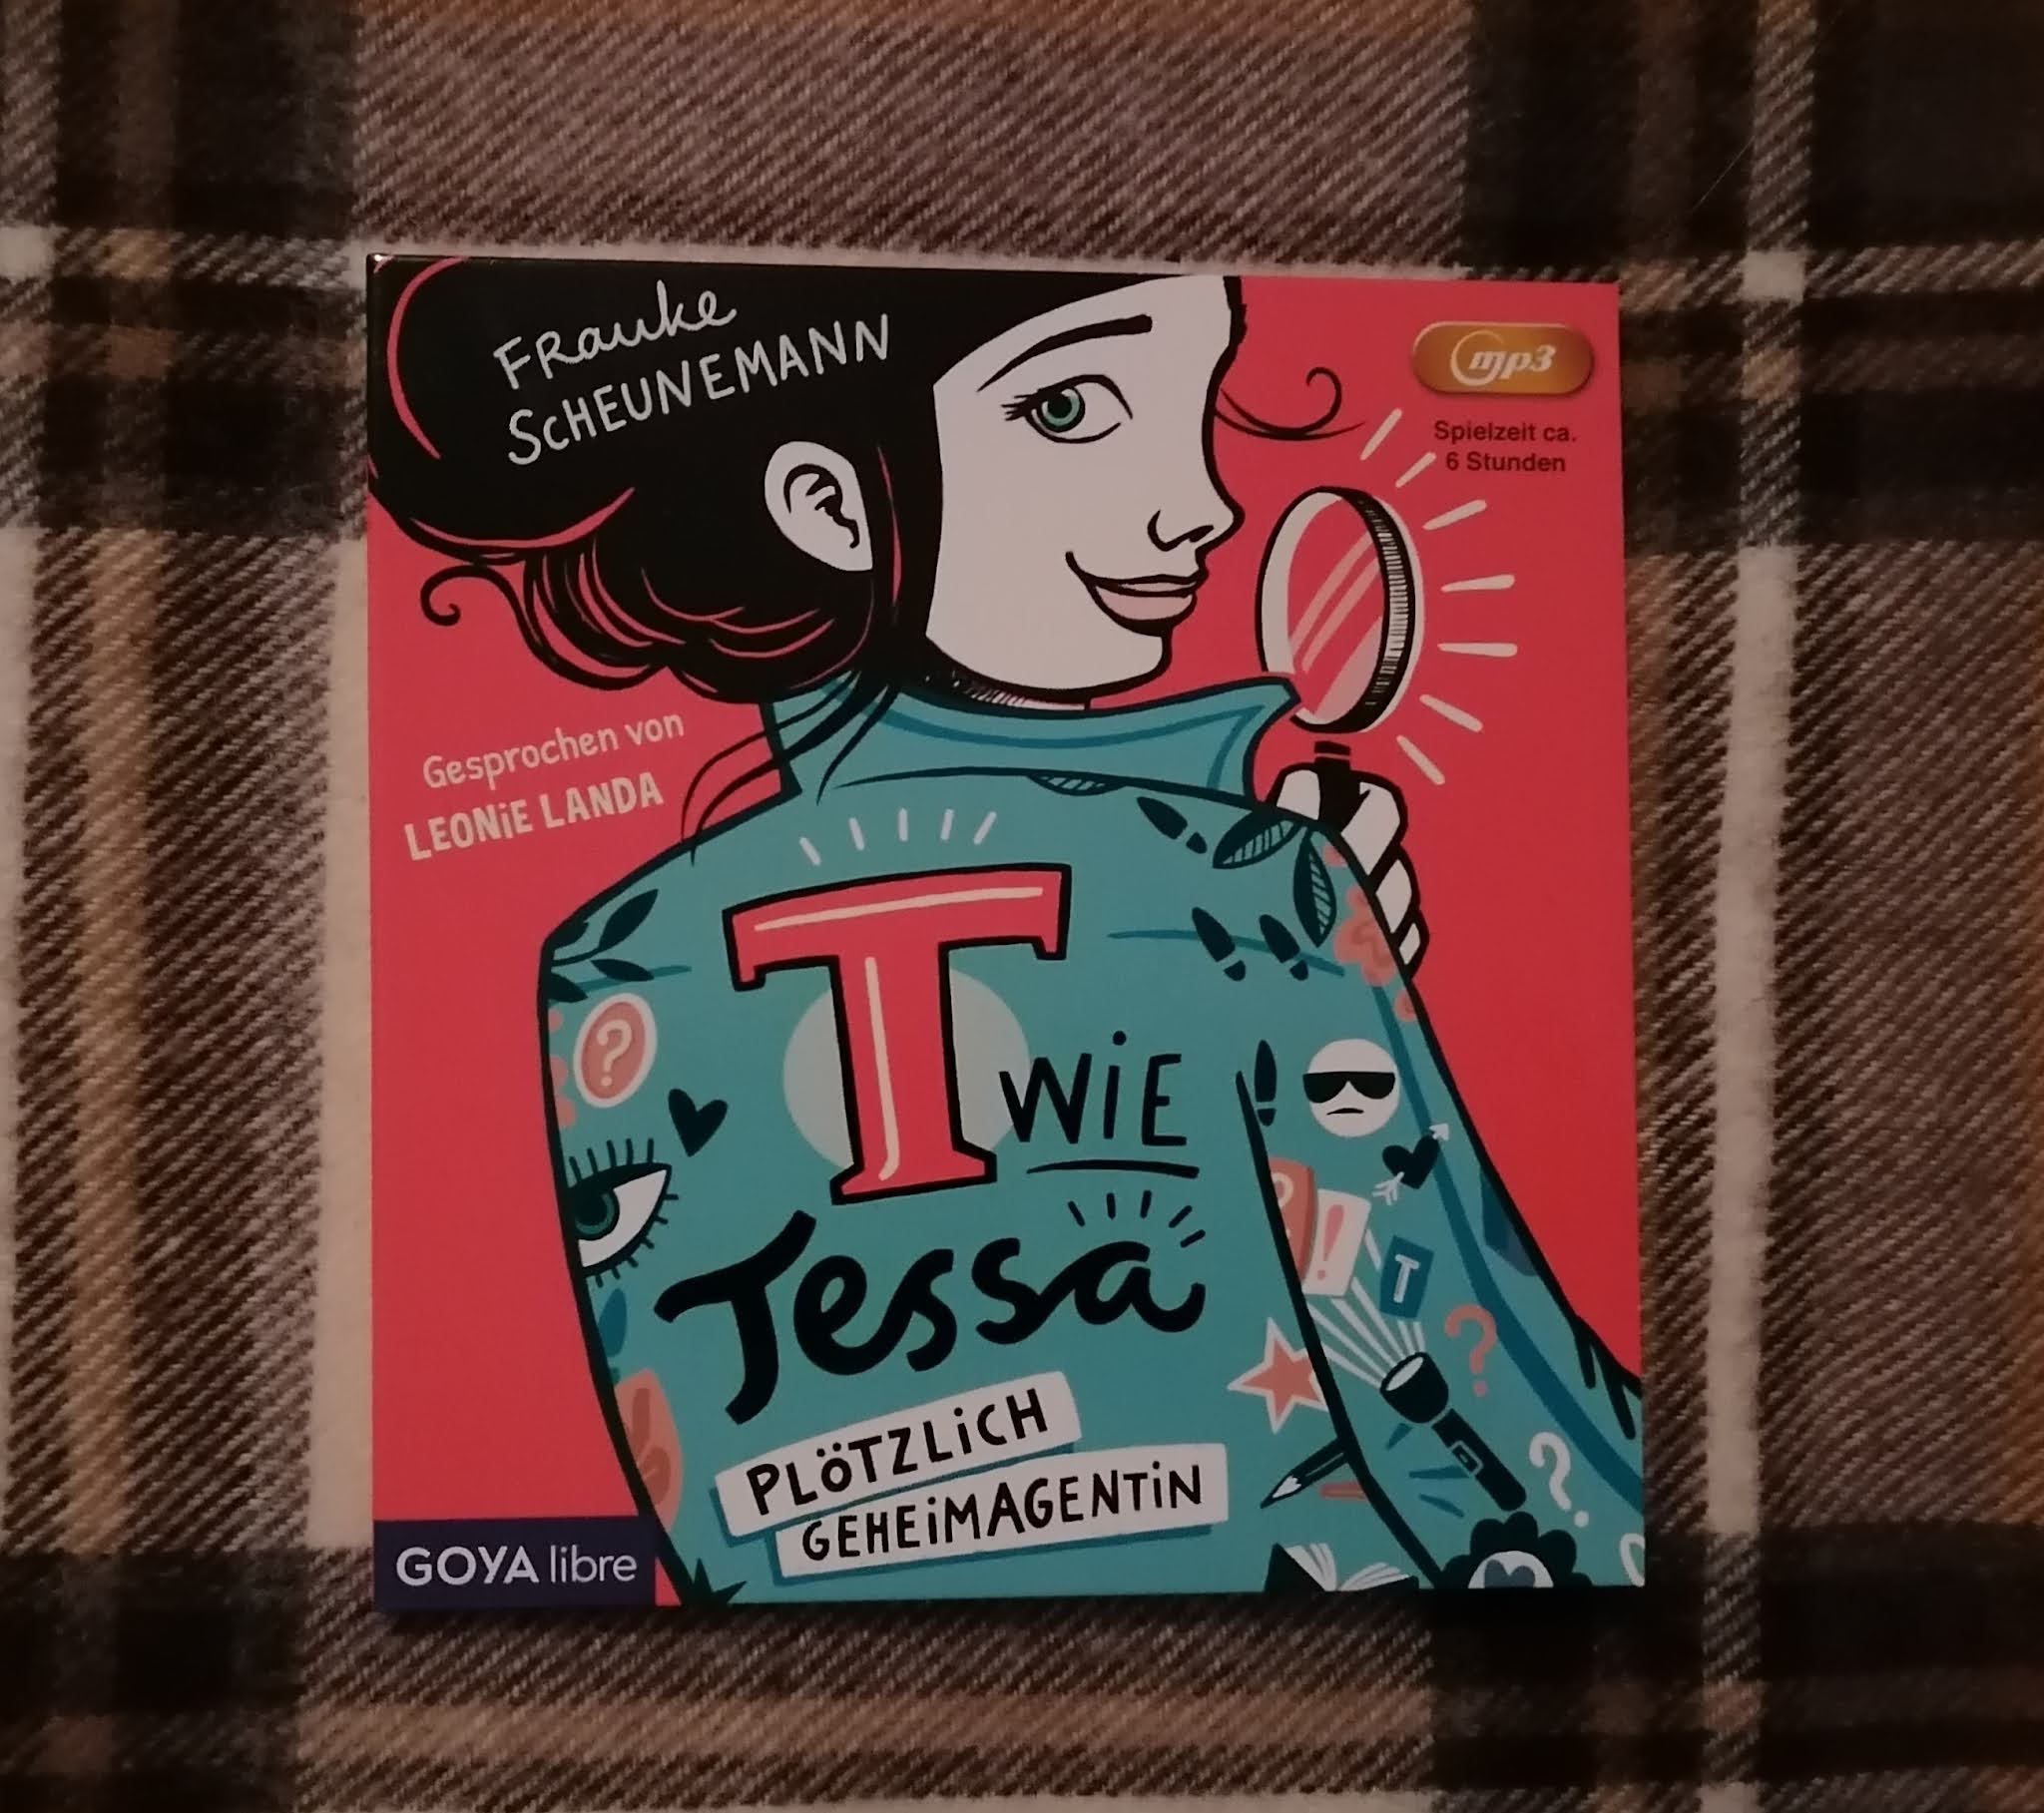 FRauke
SCHEUNEMANN
mp3
Spielzeit ca.
6 Stunden
Gesprochen von
LEONiE LANDA
T WiE
Tessa
PLÖTZLiCH
GEHEiMAGENTiN
?
!
T
?
?
GOYA libre